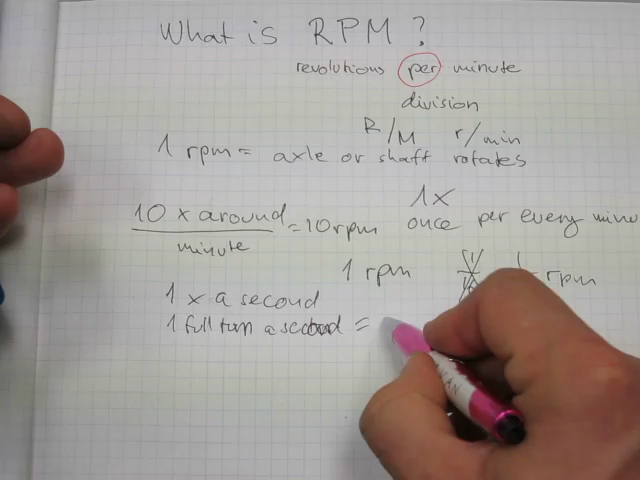 What is RPM?
revolutions per minute
division
R/M r/min
1 rpm = axle or shaft rotates
1x
10 x around = 10 rpm once per every minu
minute
1 rpm rpm
1 x a second
1 full turn a second =